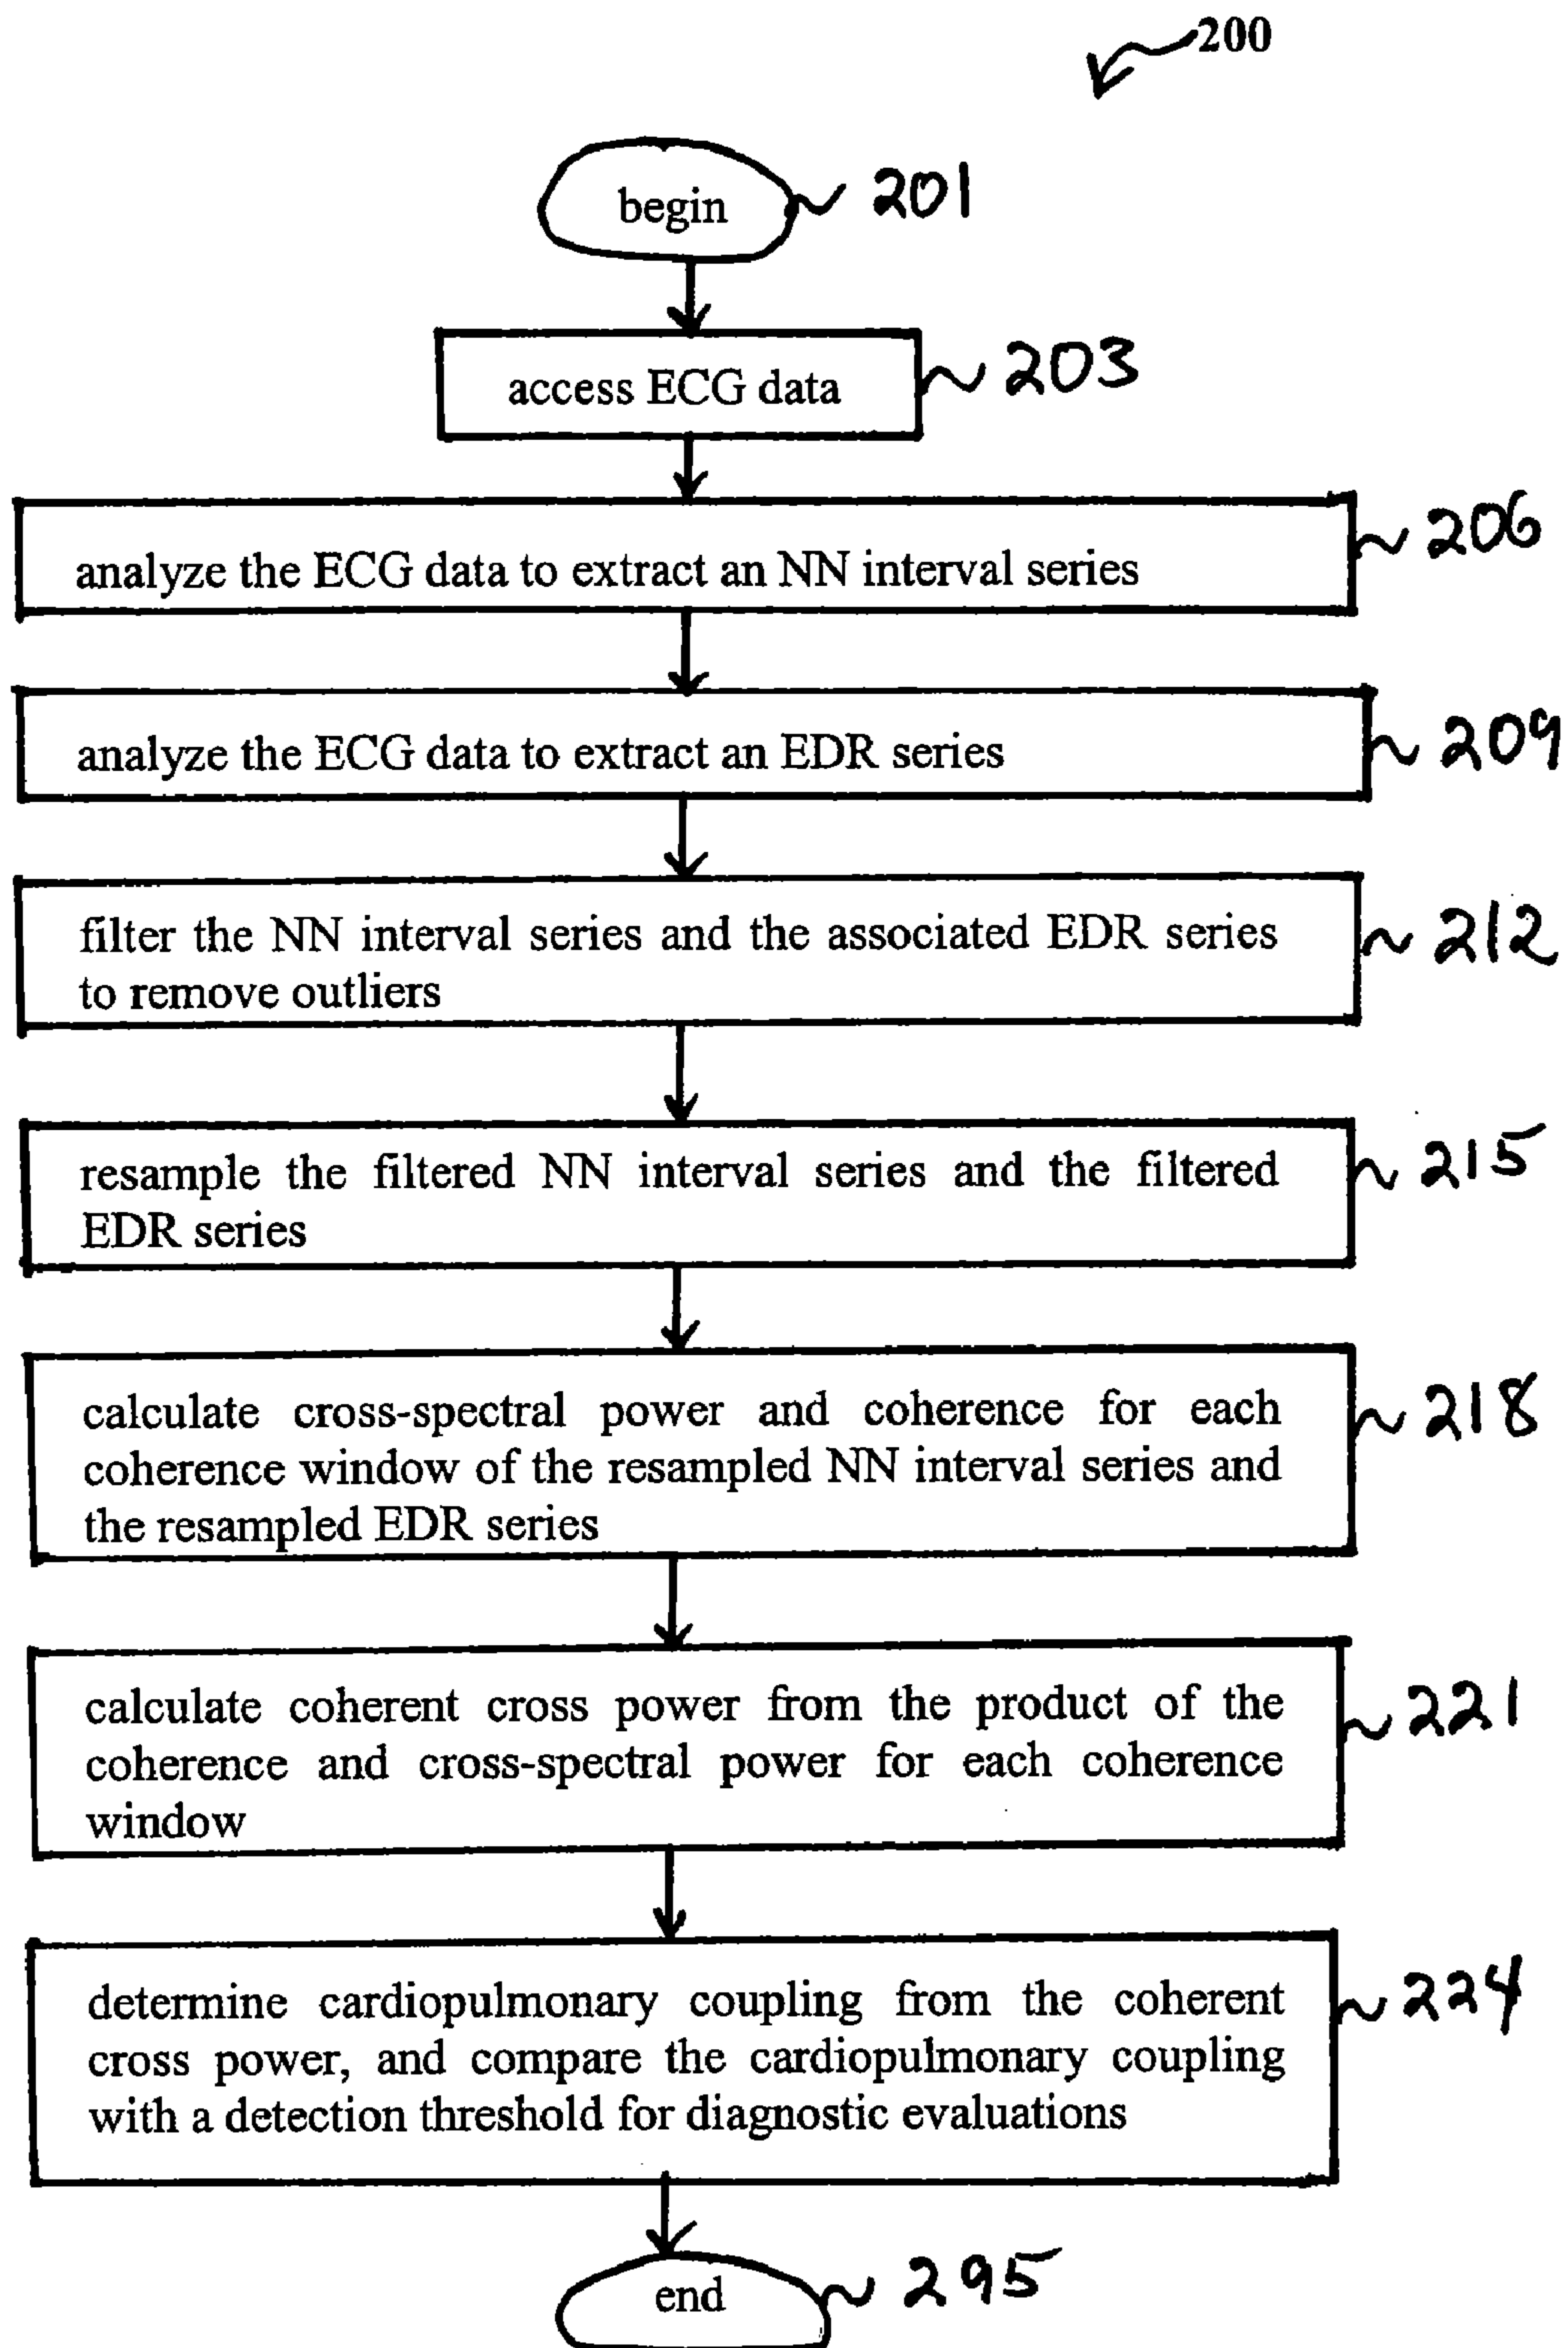 200
begin 201
access ECG data 203
analyze the ECG data to extract an NN interval series 206
analyze the ECG data to extract an EDR series 209
filter the NN interval series and the associated EDR series 212
to remove outliers
resample the filtered NN interval series and the filtered 215
EDR series
calculate cross-spectral power and coherence for each 218
coherence window of the resampled NN interval series and
the resampled EDR series
calculate coherent cross power from the product of the 221
coherence and cross-spectral power for each coherence
window
determine cardiopulmonary coupling from the coherent 224
cross power, and compare the cardiopulmonary coupling
with a detection threshold for diagnostic evaluations
end 295